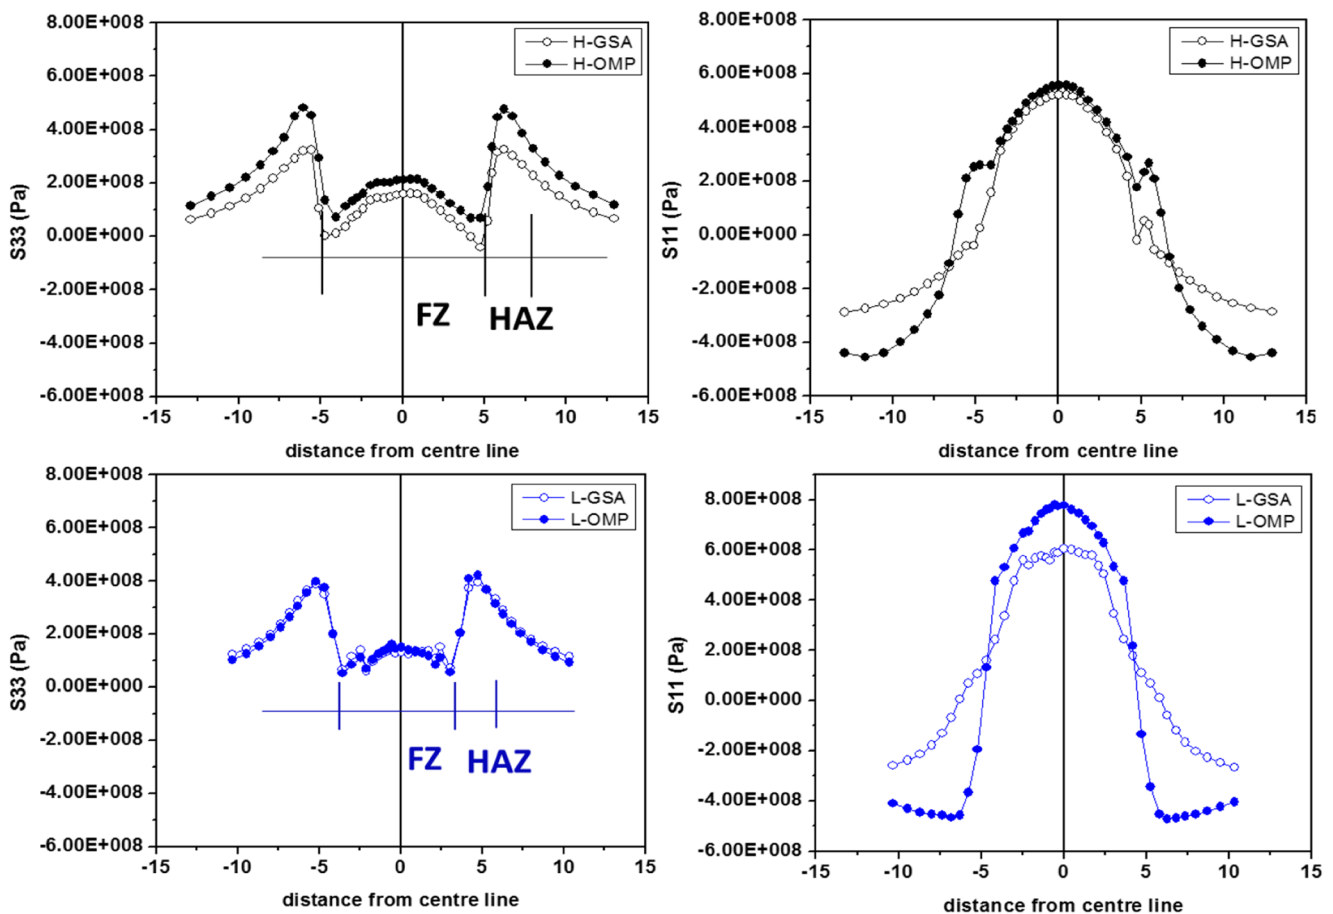 8.00E+008
6.00E+008
4.00E+008
2.00E+008
0.00E+000
-2.00E+008
-4.00E+008
-6.00E+008
S33 (Pa)
H-GSA
H-OMP
FZ
HAZ
-15 -10 -5 0 5 10 15
distance from centre line
8.00E+008
6.00E+008
4.00E+008
2.00E+008
0.00E+000
-2.00E+008
-4.00E+008
-6.00E+008
S11 (Pa)
H-GSA
H-OMP
-15 -10 -5 0 5 10 15
distance from centre line
8.00E+008
6.00E+008
4.00E+008
2.00E+008
0.00E+000
-2.00E+008
-4.00E+008
-6.00E+008
S33 (Pa)
L-GSA
L-OMP
FZ
HAZ
-15 -10 -5 0 5 10 15
distance from centre line
8.00E+008
6.00E+008
4.00E+008
2.00E+008
0.00E+000
-2.00E+008
-4.00E+008
-6.00E+008
S11 (Pa)
L-GSA
L-OMP
-15 -10 -5 0 5 10 15
distance from centre line